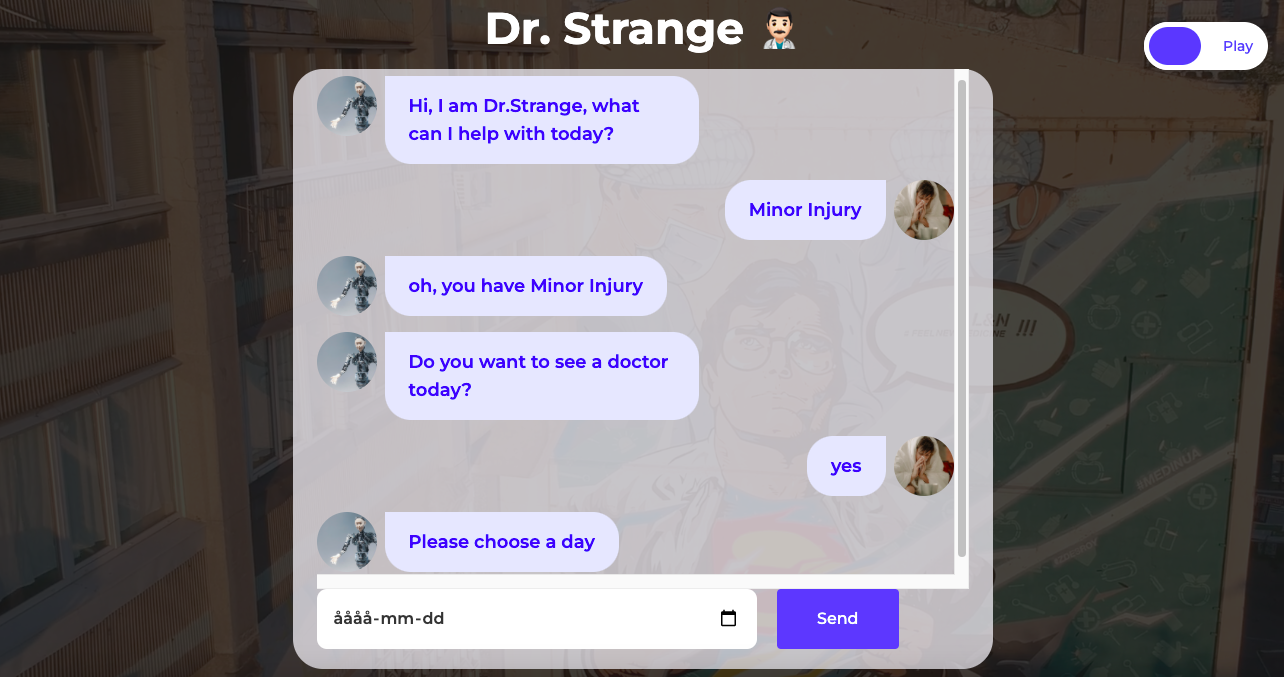 Dr. Strange
Play
Hi, I am Dr.Strange, what
can I help with today?
Minor Injury
oh, you have Minor Injury
Do you want to see a doctor
today?
L&N
!!!
#MEDINUA
yes
Please choose a day
åååå-mm-dd
Send